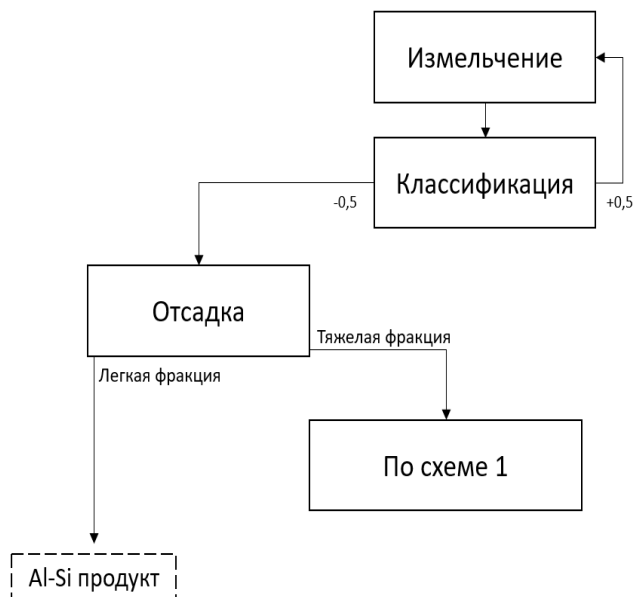 Измельчение
Классификация
-0,5
+0,5
Отсадка
Тяжелая фракция
Легкая фракция
По схеме 1
Al-Si продукт